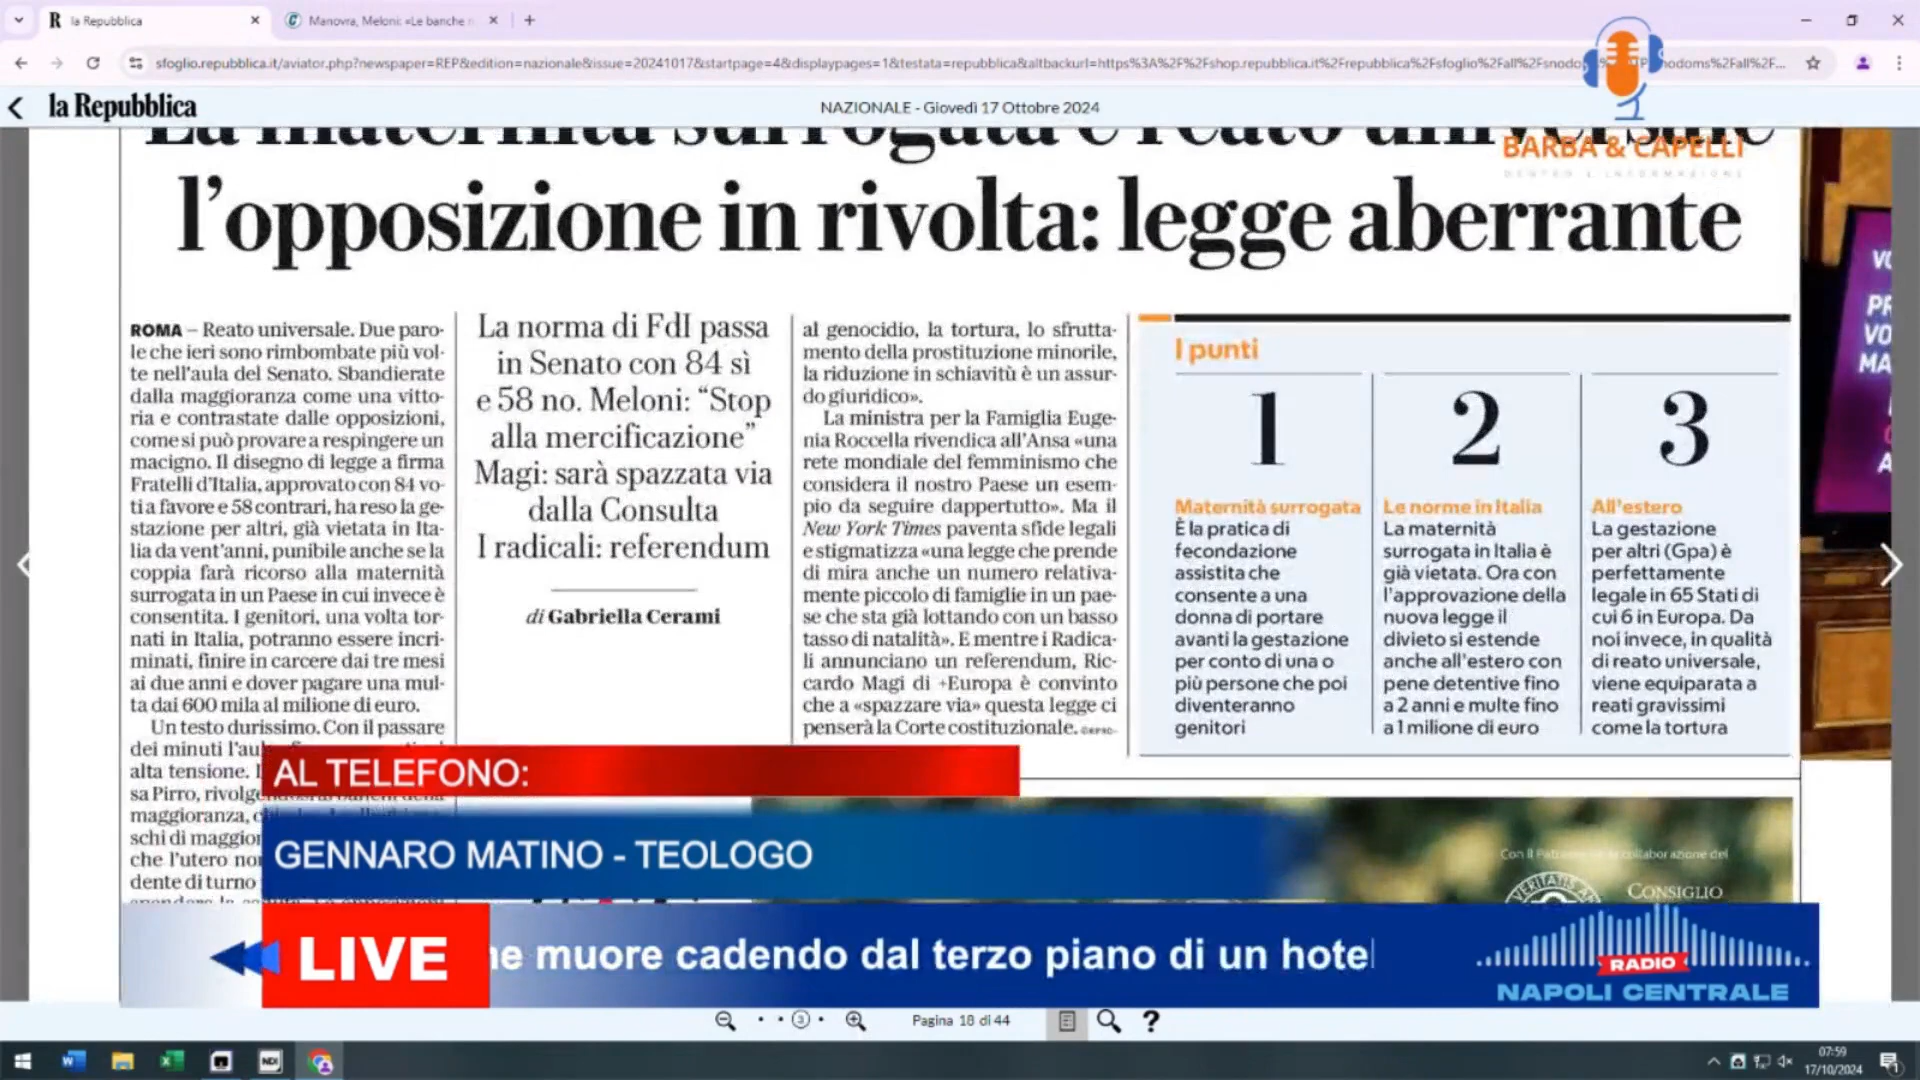 la Repubblica
Manovra, Meloni: «Le banche n
sfoglio.repubblica.it/aviator.php?newspaper=REP&edition=nazionale&issue=20241017&startpage=4&displaypages=1&testata=repubblica&altbackurl=https%3A%2F%2Fshop.repubblica.it%2Frepubblica%2Fsfoglio%2Fall%2Fsnodo
nodoms%2Fall%2F...
la Repubblica
NAZIONALE - Giovedì 17 Ottobre 2024
La maternità surrogata è reato universale
BARBA & CAPELLI
l'opposizione in rivolta: legge aberrante
ROMA – Reato universale. Due paro-
le che ieri sono rimbombate più vol-
te nell'aula del Senato. Sbandierate
dalla maggioranza come una vitto-
ria e contrastate dalle opposizioni,
come si può provare a respingere un
macigno. Il disegno di legge a firma
Fratelli d'Italia, approvato con 84 vo-
ti a favore e 58 contrari, ha reso la ge-
stazione per altri, già vietata in Ita-
lia da vent'anni, punibile anche se la
coppia farà ricorso alla maternità
surrogata in un Paese in cui invece è
consentita. I genitori, una volta tor-
nati in Italia, potranno essere incri-
minati, finire in carcere dai tre mesi
ai due anni e dover pagare una mul-
ta dai 600 mila al milione di euro.
Un testo durissimo. Con il passare
dei minuti l'aul
alta tensione.
sa Pirro, rivolge
maggioranza,
schi di maggior
che l'utero non
dente di turno
La norma di FdI passa
in Senato con 84 sì
e 58 no. Meloni: “Stop
alla mercificazione”
Magi: sarà spazzata via
dalla Consulta
I radicali: referendum
di Gabriella Cerami
al genocidio, la tortura, lo sfrutta-
mento della prostituzione minorile,
la riduzione in schiavitù è un assur-
do giuridico».
La ministra per la Famiglia Euge-
nia Roccella rivendica all'Ansa «una
rete mondiale del femminismo che
considera il nostro Paese un esem-
pio da seguire dappertutto». Ma il
New York Times paventa sfide legali
e stigmatizza «una legge che prende
di mira anche un numero relativa-
mente piccolo di famiglie in un pae-
se che sta già lottando con un basso
tasso di natalità». E mentre i Radica-
li annunciano un referendum, Ric-
cardo Magi di +Europa è convinto
che a «spazzare via» questa legge ci
penserà la Corte costituzionale.
I punti
1
Maternità surrogata
È la pratica di
fecondazione
assistita che
consente a una
donna di portare
avanti la gestazione
per conto di una o
più persone che poi
diventeranno
genitori
2
Le norme in Italia
La maternità
surrogata in Italia è
già vietata. Ora con
l'approvazione della
nuova legge il
divieto si estende
anche all'estero con
pene detentive fino
a 2 anni e multe fino
a 1 milione di euro
3
All'estero
La gestazione
per altri (Gpa) è
perfettamente
legale in 65 Stati di
cui 6 in Europa. Da
noi invece, in qualità
di reato universale,
viene equiparata a
reati gravissimi
come la tortura
VO
PR
VO
MA
AL TELEFONO:
GENNARO MATINO - TEOLOGO
collaborazione del
VERITATIS
CONSIGLIO
LIVE
ne muore cadendo dal terzo piano di un hotel
RADIO
NAPOLI CENTRALE
3
Pagina 18 di 44
07:59
17/10/2024